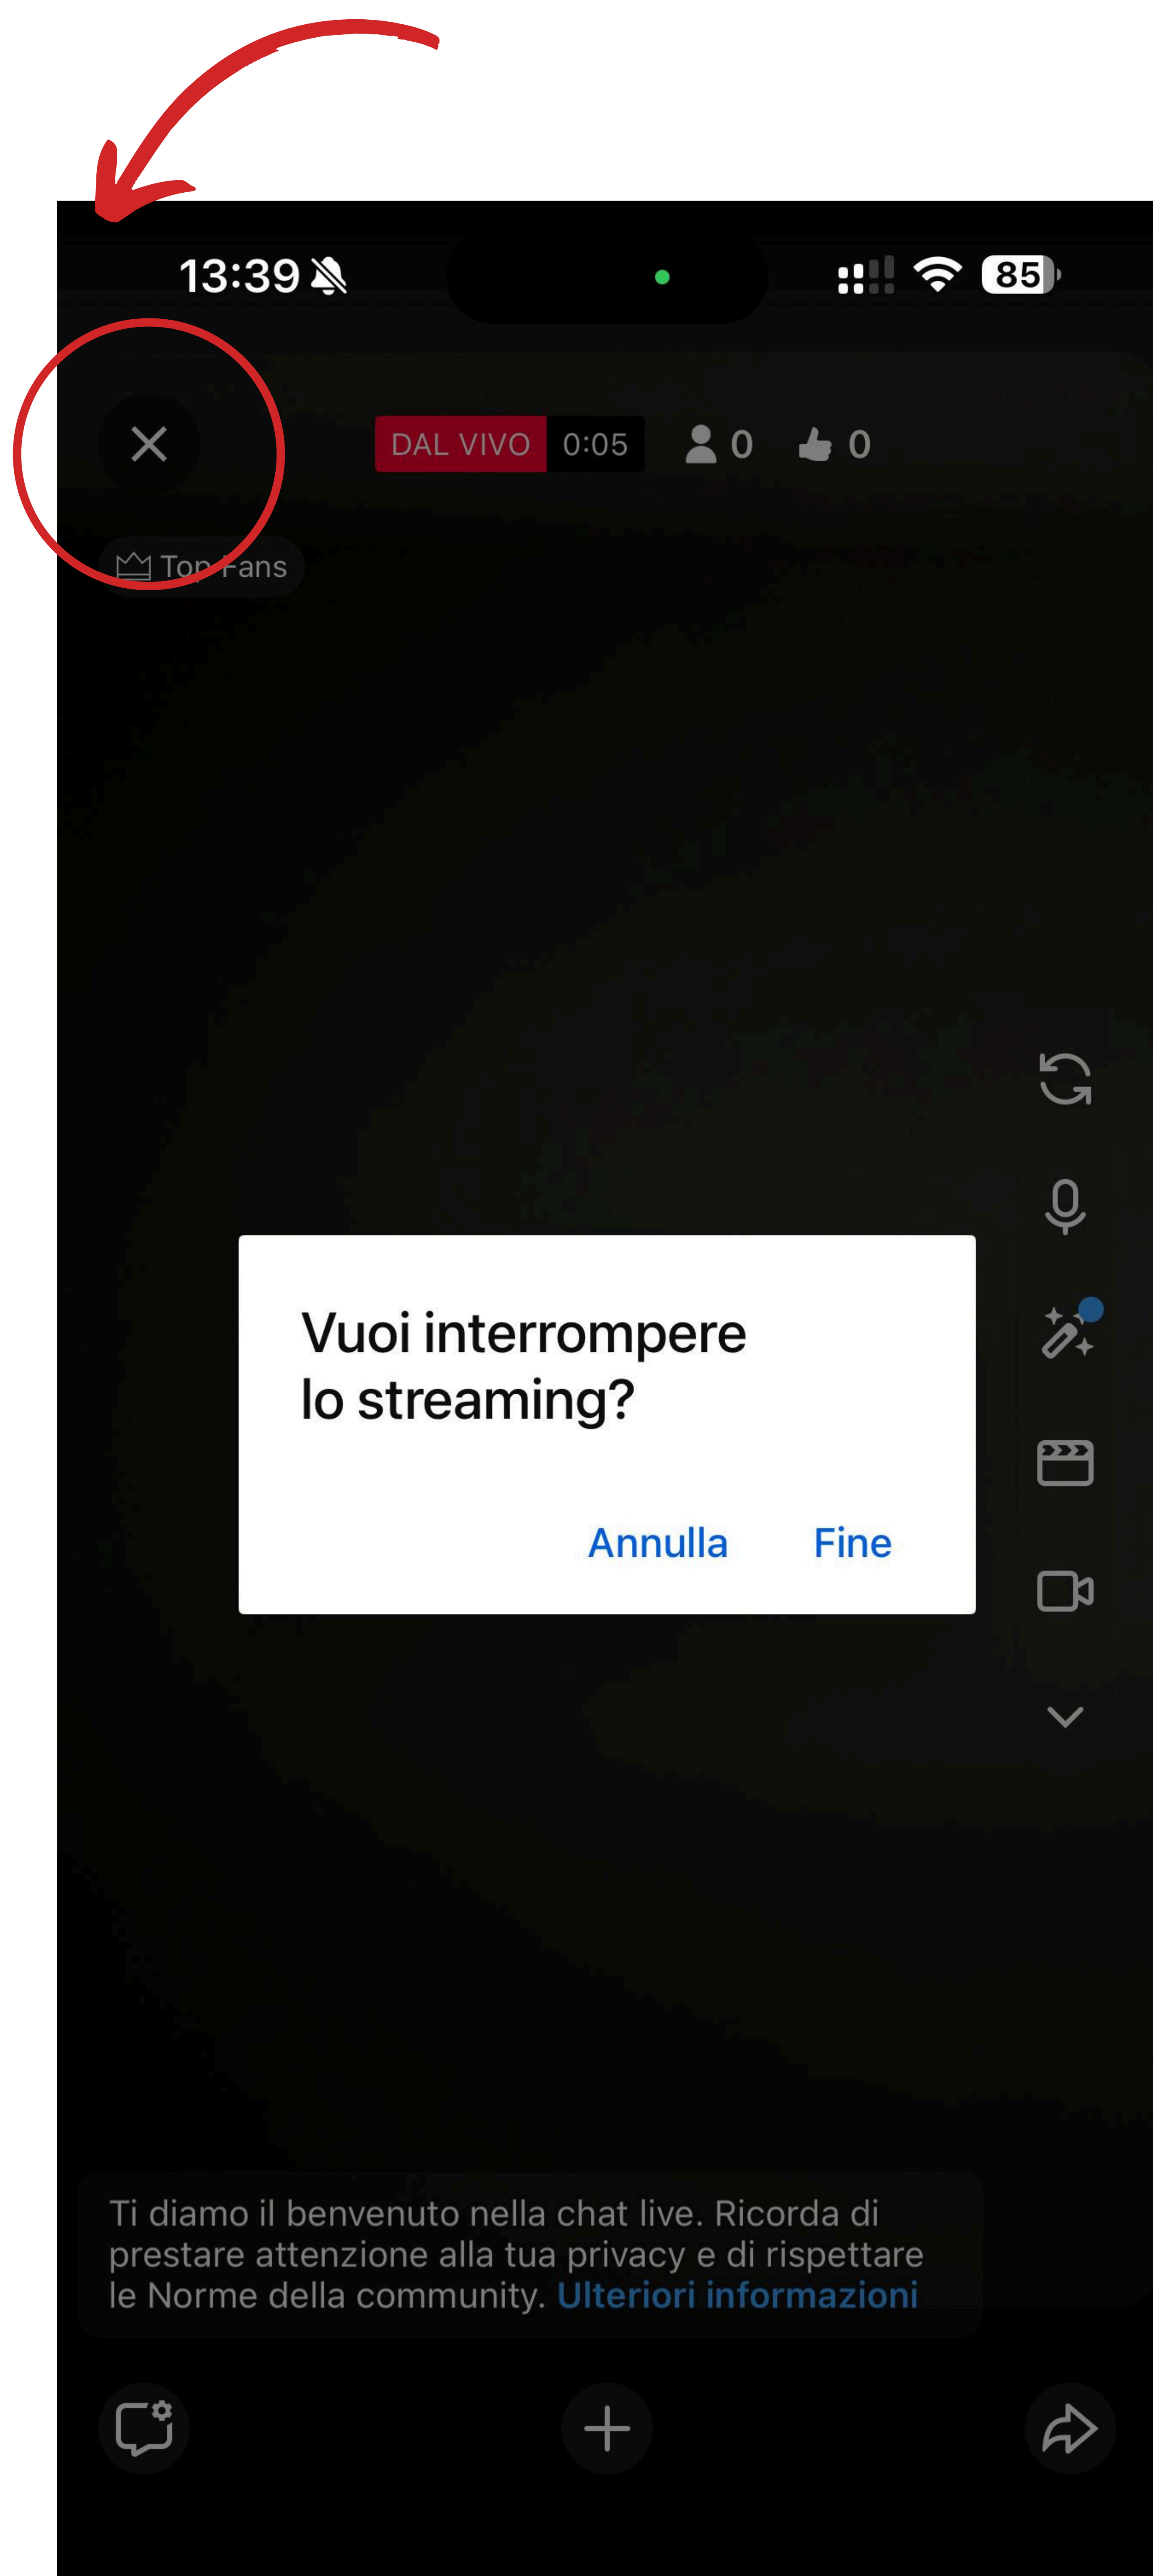 13:39 85
DAL VIVO 0:05 0 0
Top Fans
Vuoi interrompere
lo streaming?
Annulla Fine
Ti diamo il benvenuto nella chat live. Ricorda di
prestare attenzione alla tua privacy e di rispettare
le Norme della community. Ulteriori informazioni